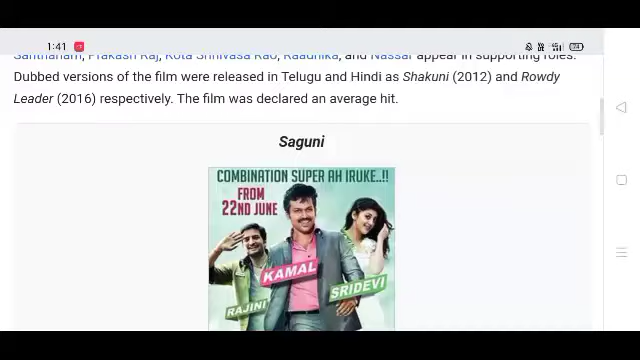 1:41
Santhanam, Prakash Raj, Kota Srinivasa Rao, Raadhika, and Nassar appear in supporting roles.
Dubbed versions of the film were released in Telugu and Hindi as Shakuni (2012) and Rowdy
Leader (2016) respectively. The film was declared an average hit.
Saguni
COMBINATION SUPER AH IRUKE..!!
FROM
22ND JUNE
KAMAL
SRIDEVI
RAJINI